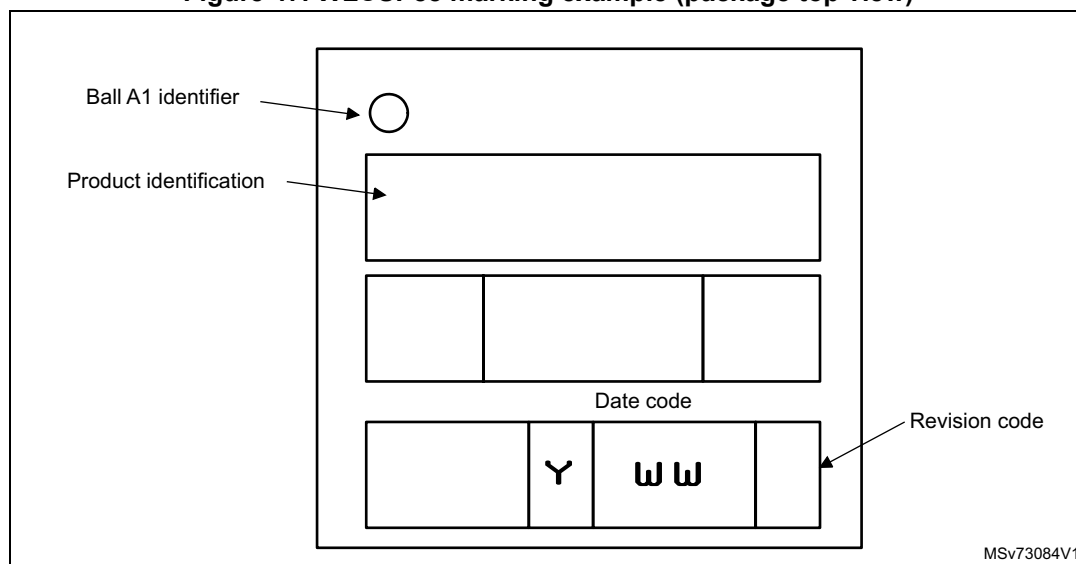 Ball A1 identifier
Product identification
Date code
Y WW
Revision code
MSv73084V1